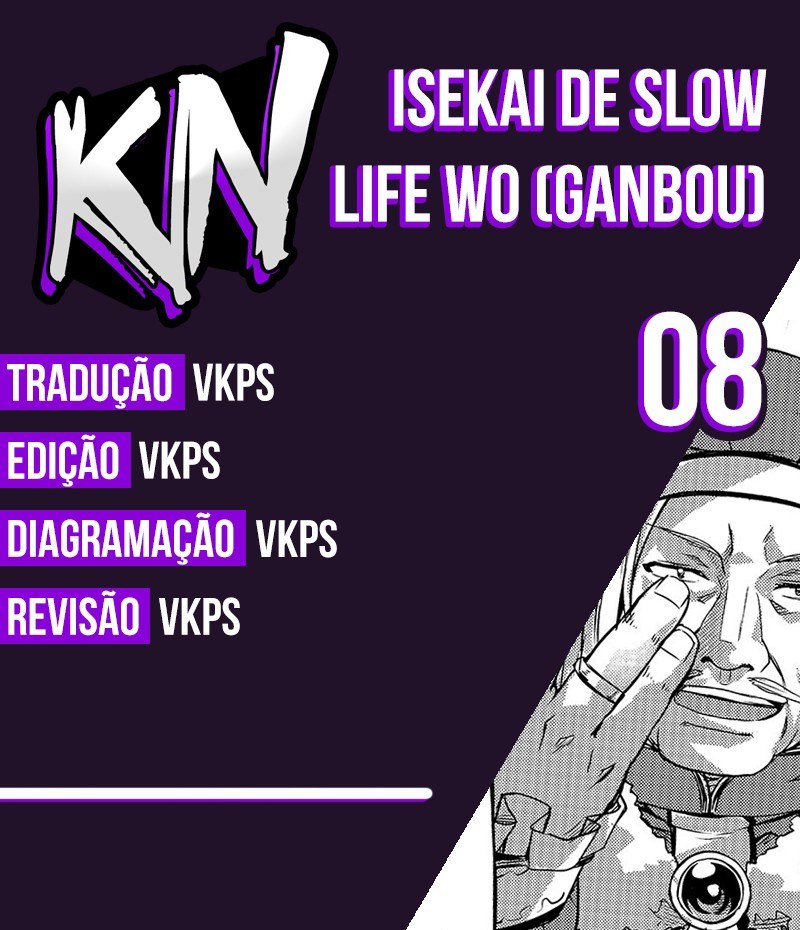 KN
ISEKAI DE SLOW
LIFE WO (GANBOU)
08
TRADUÇÃO VKPS
EDIÇÃO VKPS
DIAGRAMAÇÃO VKPS
REVISÃO VKPS